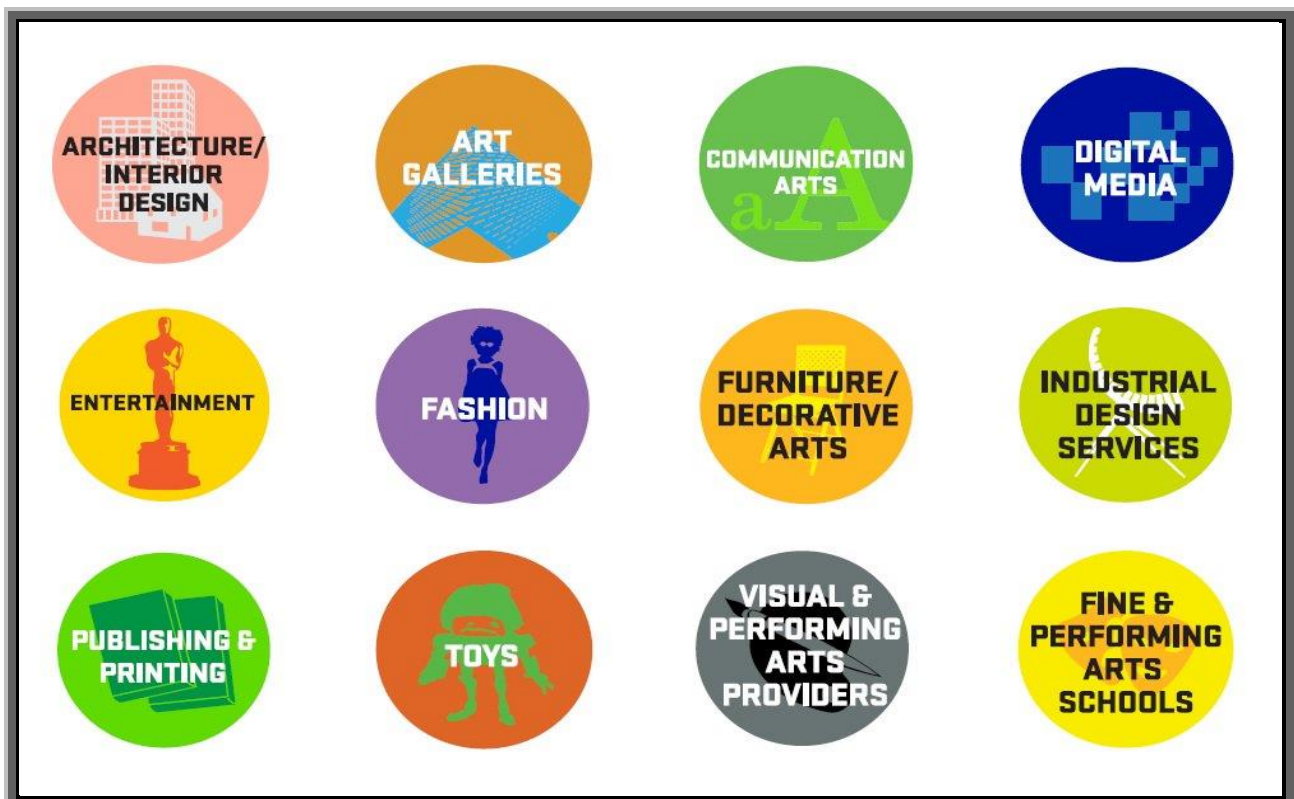 ARCHITECTURE/
INTERIOR
DESIGN
ART
GALLERIES
COMMUNICATION
ARTS
aA
DIGITAL
MEDIA
ENTERTAINMENT
FASHION
FURNITURE/
DECORATIVE
ARTS
INDUSTRIAL
DESIGN
SERVICES
PUBLISHING &
PRINTING
TOYS
VISUAL &
PERFORMING
ARTS
PROVIDERS
FINE &
PERFORMING
ARTS
SCHOOLS